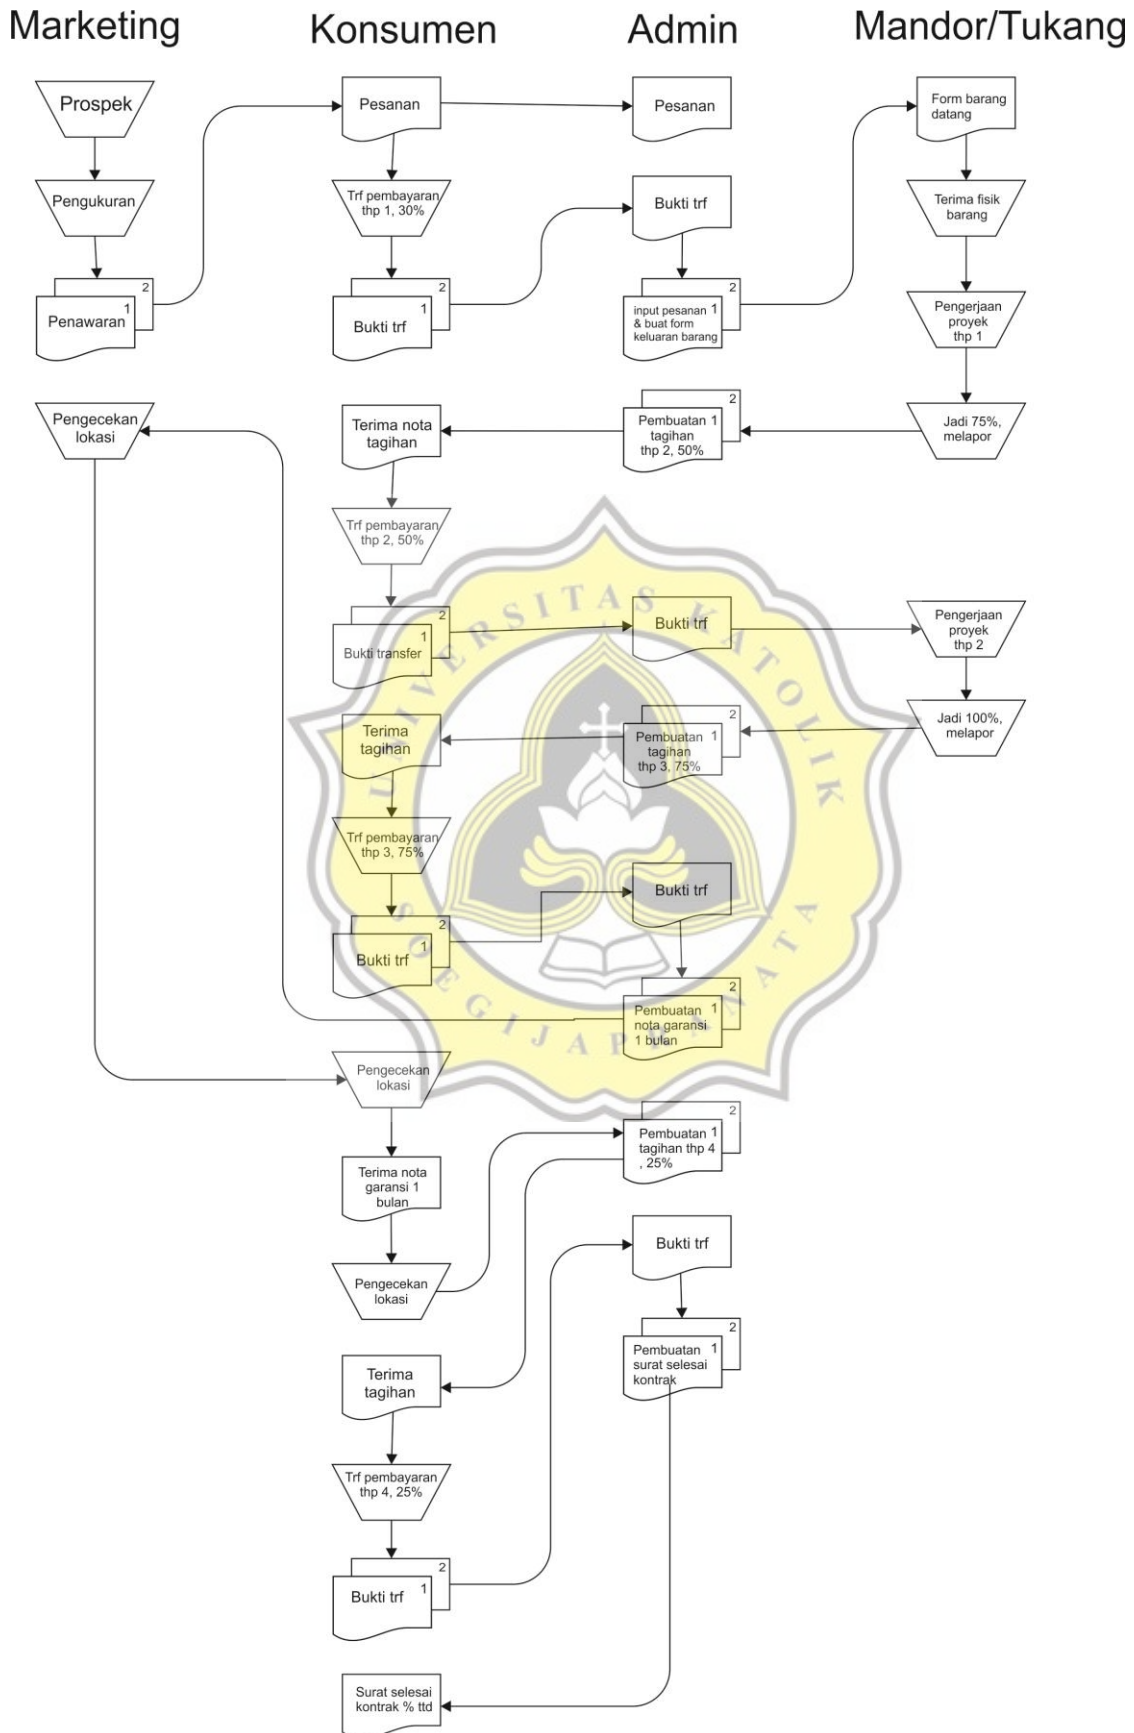 Marketing
Konsumen
Admin
Mandor/Tukang
Prospek
Pesanan
Pesanan
Form barang
datang
Pengukuran
Trf pembayaran
thp 1, 30%
Bukti trf
Terima fisik
barang
2
1
Penawaran
2
1
Bukti trf
2
input pesanan 1
& buat form
keluaran barang
Pengerjaan
proyek
thp 1
Pengecekan
lokasi
Terima nota
tagihan
2
Pembuatan 1
tagihan
thp 2, 50%
Jadi 75%,
melapor
Trf pembayaran
thp 2, 50%
2
1
Bukti transfer
Bukti trf
Pengerjaan
proyek
thp 2
Terima
tagihan
2
Pembuatan 1
tagihan
thp 3, 75%
Jadi 100%,
melapor
Trf pembayaran
thp 3, 75%
Bukti trf
2
1
Bukti trf
2
Pembuatan 1
nota garansi
1 bulan
Pengecekan
lokasi
2
Pembuatan 1
tagihan thp 4
, 25%
Terima nota
garansi 1
bulan
Bukti trf
Pengecekan
lokasi
2
Pembuatan 1
surat selesai
kontrak
Terima
tagihan
Trf pembayaran
thp 4, 25%
2
1
Bukti trf
Surat selesai
kontrak % ttd
UNIVERSITAS KATOLIK
SOEGIJAPRANATA